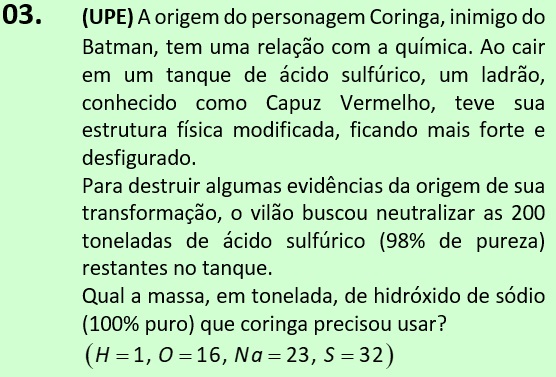 03. (UPE) A origem do personagem Coringa, inimigo do
Batman, tem uma relação com a química. Ao cair
em um tanque de ácido sulfúrico, um ladrão,
conhecido como Capuz Vermelho, teve sua
estrutura física modificada, ficando mais forte e
desfigurado.
Para destruir algumas evidências da origem de sua
transformação, o vilão buscou neutralizar as 200
toneladas de ácido sulfúrico (98% de pureza)
restantes no tanque.
Qual a massa, em tonelada, de hidróxido de sódio
(100% puro) que coringa precisou usar?
(H = 1, O = 16, Na = 23, S = 32)